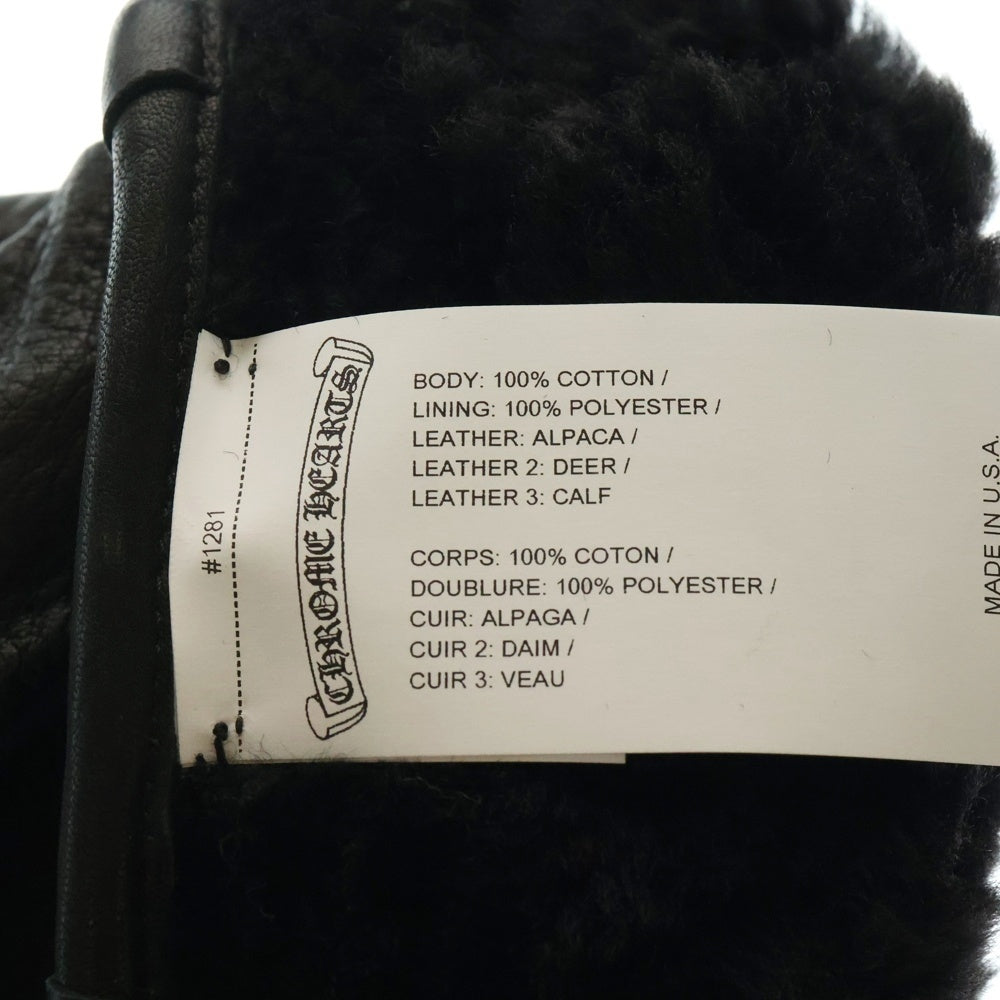 #1281
CHROME HEARTS
BODY: 100% COTTON /
LINING: 100% POLYESTER /
LEATHER: ALPACA /
LEATHER 2: DEER /
LEATHER 3: CALF
CORPS: 100% COTON /
DOUBLURE: 100% POLYESTER /
CUIR: ALPAGA /
CUIR 2: DAIM /
CUIR 3: VEAU
MADE IN U.S.A.